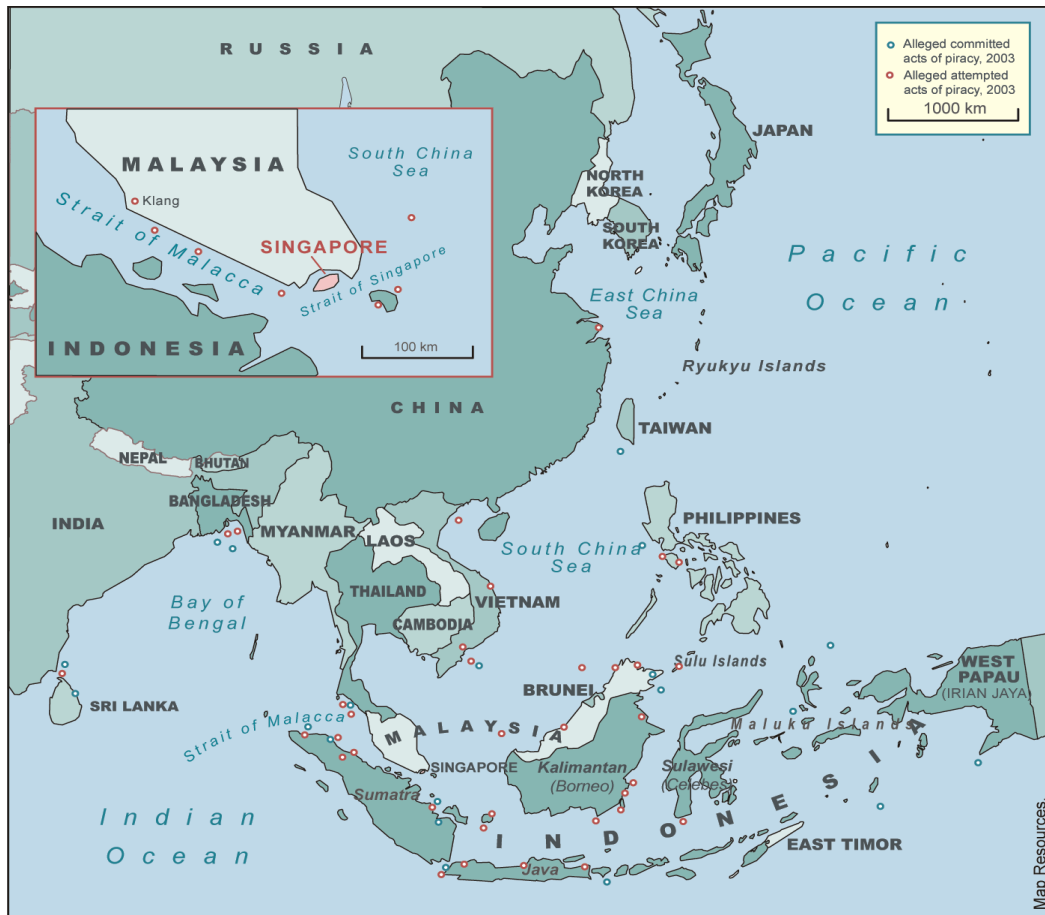 RUSSIA
Alleged committed
acts of piracy, 2003
Alleged attempted
acts of piracy, 2003
1000 km
JAPAN
MALAYSIA
South China
Sea
Klang
Strait of Malacca
SINGAPORE
Strait of Singapore
INDONESIA
100 km
NORTH
KOREA
SOUTH
KOREA
Pacific
Ocean
East China
Sea
Ryukyu Islands
CHINA
TAIWAN
NEPAL
BHUTAN
BANGLADESH
INDIA
MYANMAR
LAOS
PHILIPPINES
South China
Sea
THAILAND
VIETNAM
CAMBODIA
Bay of
Bengal
Sulu Islands
WEST
PAPAU
(IRIAN JAYA)
BRUNEI
SRI LANKA
Strait of Malacca
MALAYSIA
Maluku Islands
SINGAPORE
Kalimantan
(Borneo)
Sulawesi
(Celebes)
Sumatra
INDONESIA
Indian
Ocean
EAST TIMOR
Java
Map Resources.